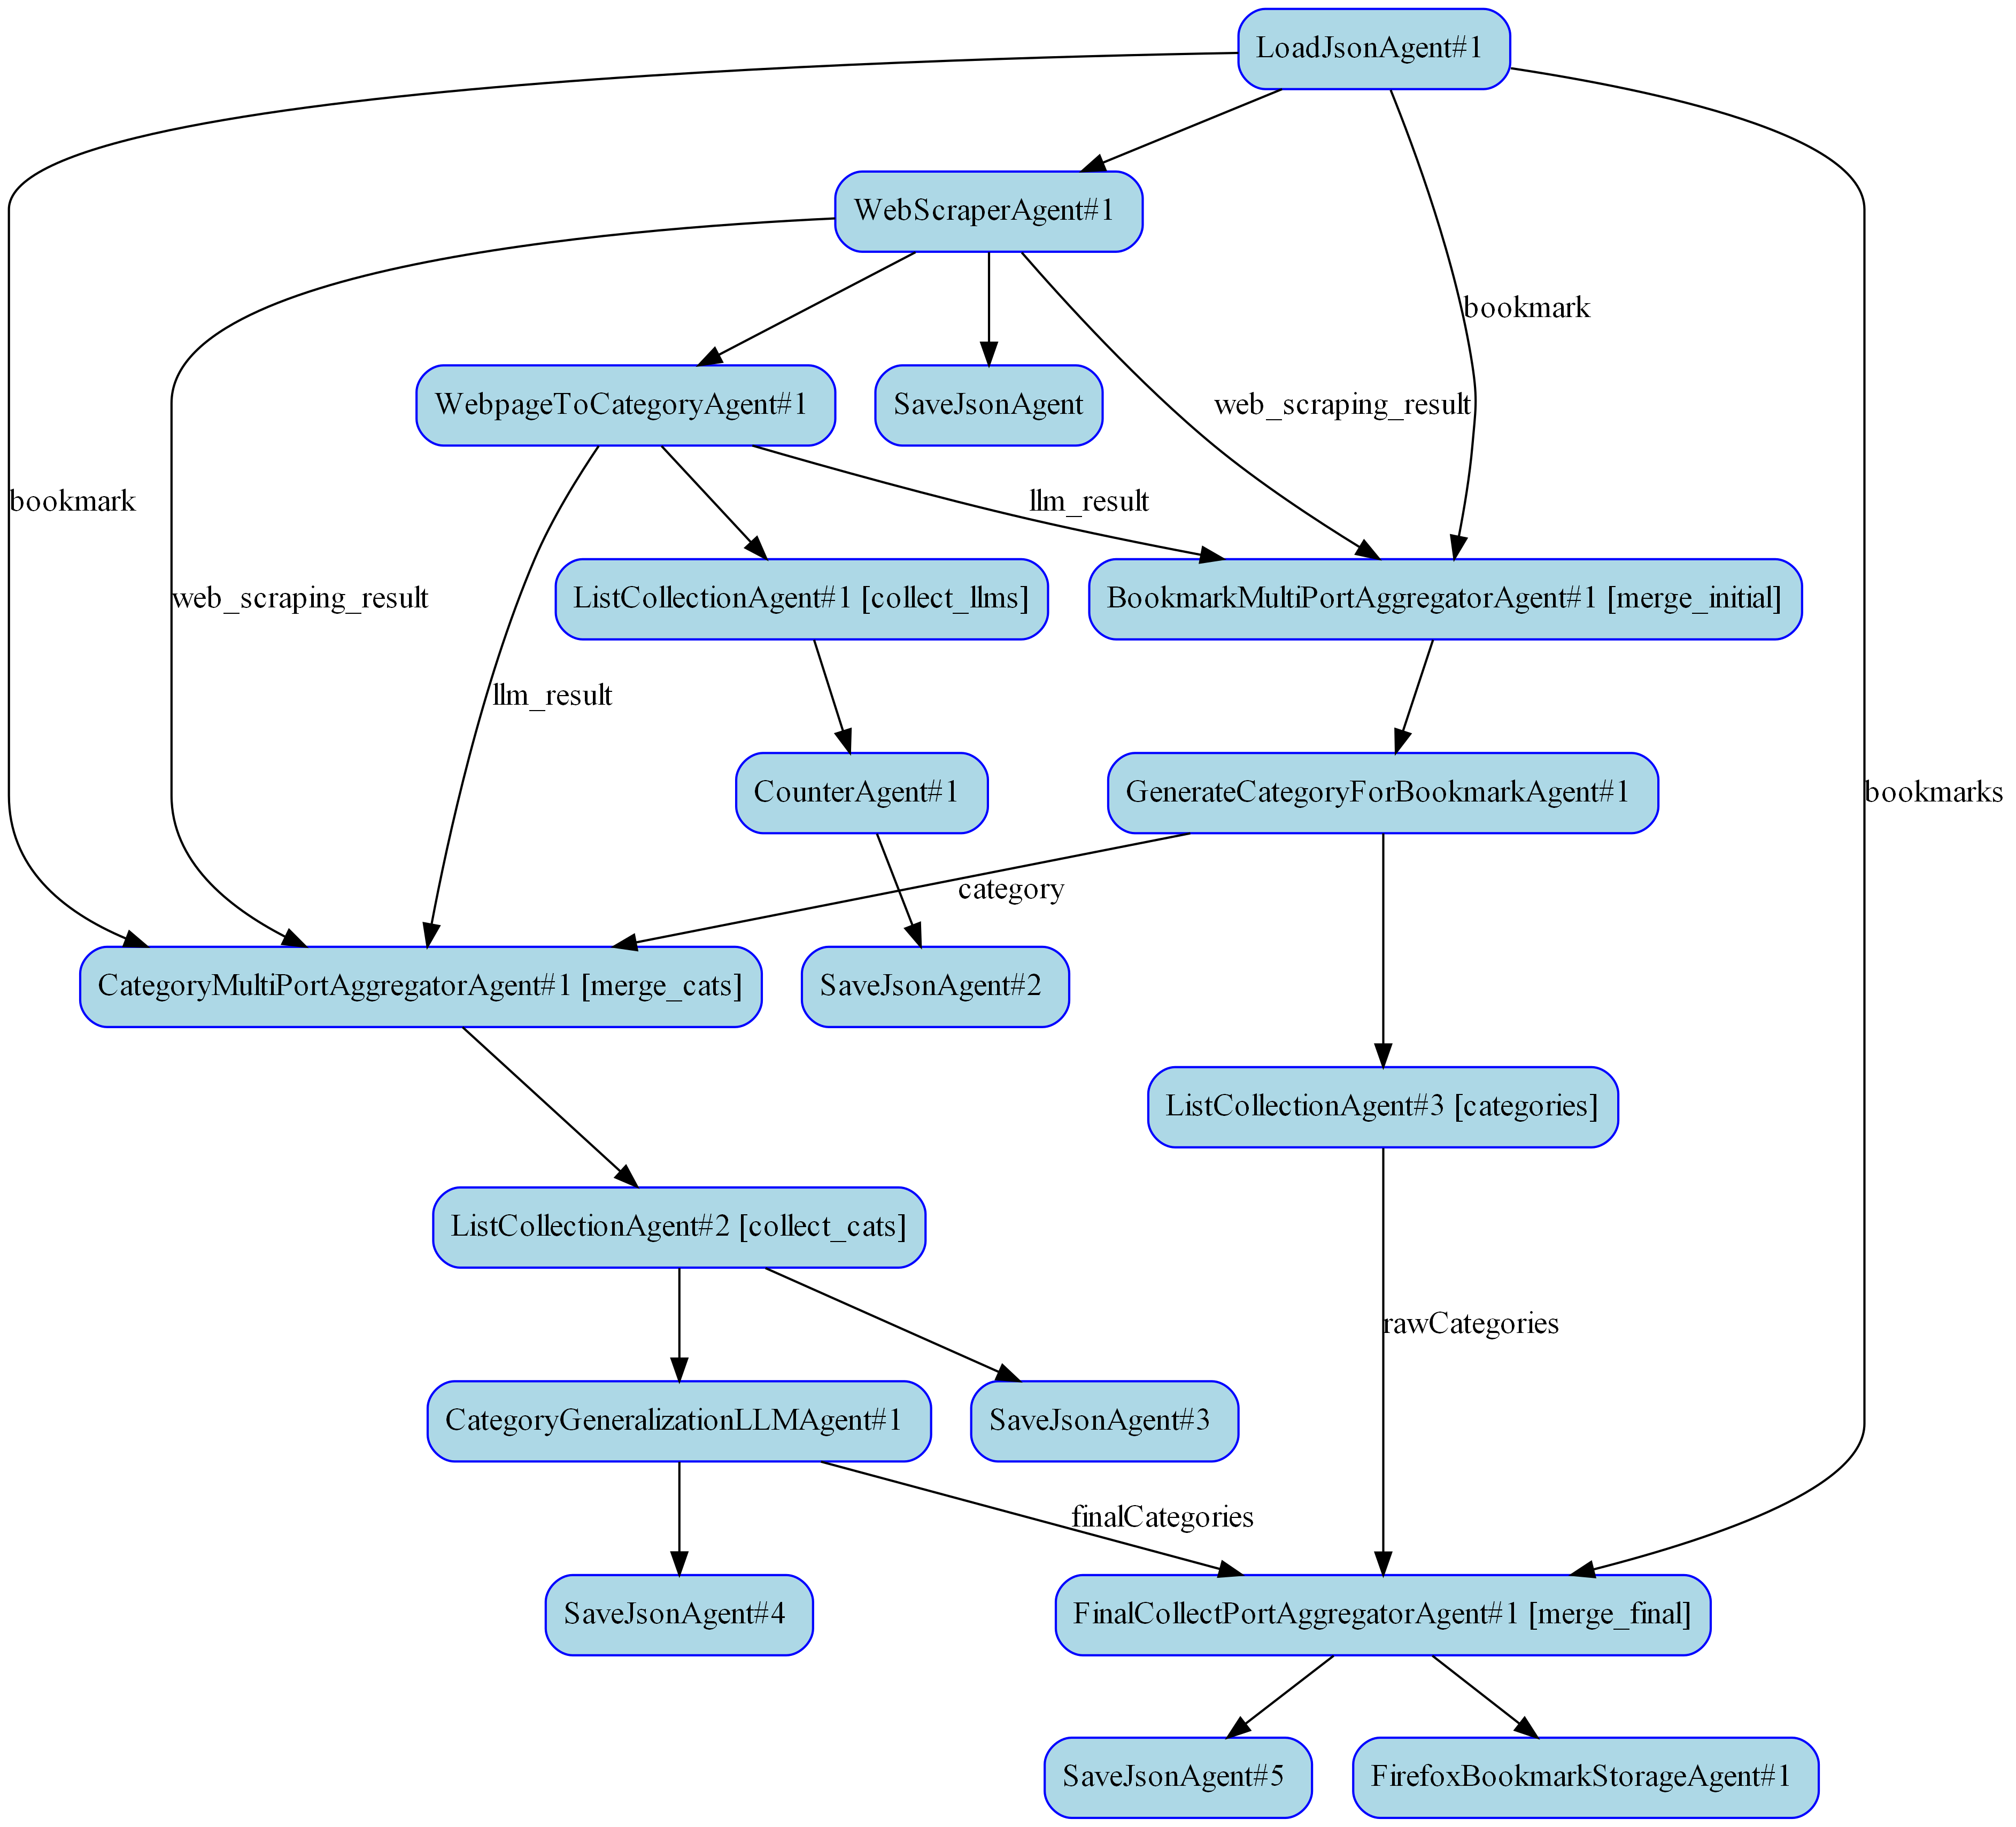 LoadJsonAgent#1
WebScraperAgent#1
bookmark
WebpageToCategoryAgent#1
SaveJsonAgent
web_scraping_result
bookmark
llm_result
web_scraping_result
ListCollectionAgent#1 [collect_llms]
BookmarkMultiPortAggregatorAgent#1 [merge_initial]
llm_result
CounterAgent#1
GenerateCategoryForBookmarkAgent#1
bookmarks
category
CategoryMultiPortAggregatorAgent#1 [merge_cats]
SaveJsonAgent#2
ListCollectionAgent#3 [categories]
ListCollectionAgent#2 [collect_cats]
rawCategories
CategoryGeneralizationLLMAgent#1
SaveJsonAgent#3
finalCategories
SaveJsonAgent#4
FinalCollectPortAggregatorAgent#1 [merge_final]
SaveJsonAgent#5
FirefoxBookmarkStorageAgent#1